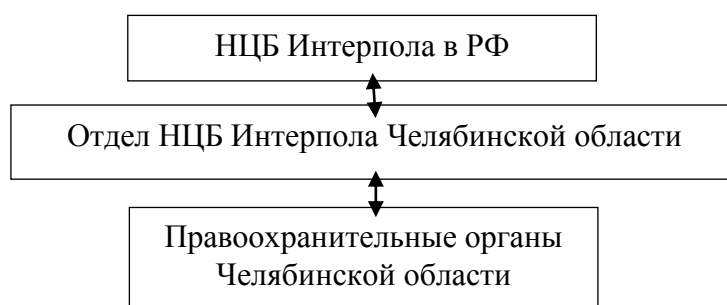 НЦБ Интерпола в РФ
Отдел НЦБ Интерпола Челябинской области
Правоохранительные органы
Челябинской области